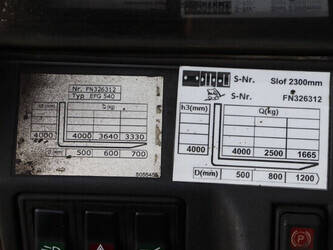 Nr. FN326312
Typ EFG 540
(kg)
4000 4000 3640 3330
(mm) 500 600 700
S-Nr. Slof 2300mm
S-Nr. FN326312
h3(mm) Q(kg)
4000 4000 2500 1665
D(mm) 500 800 1200